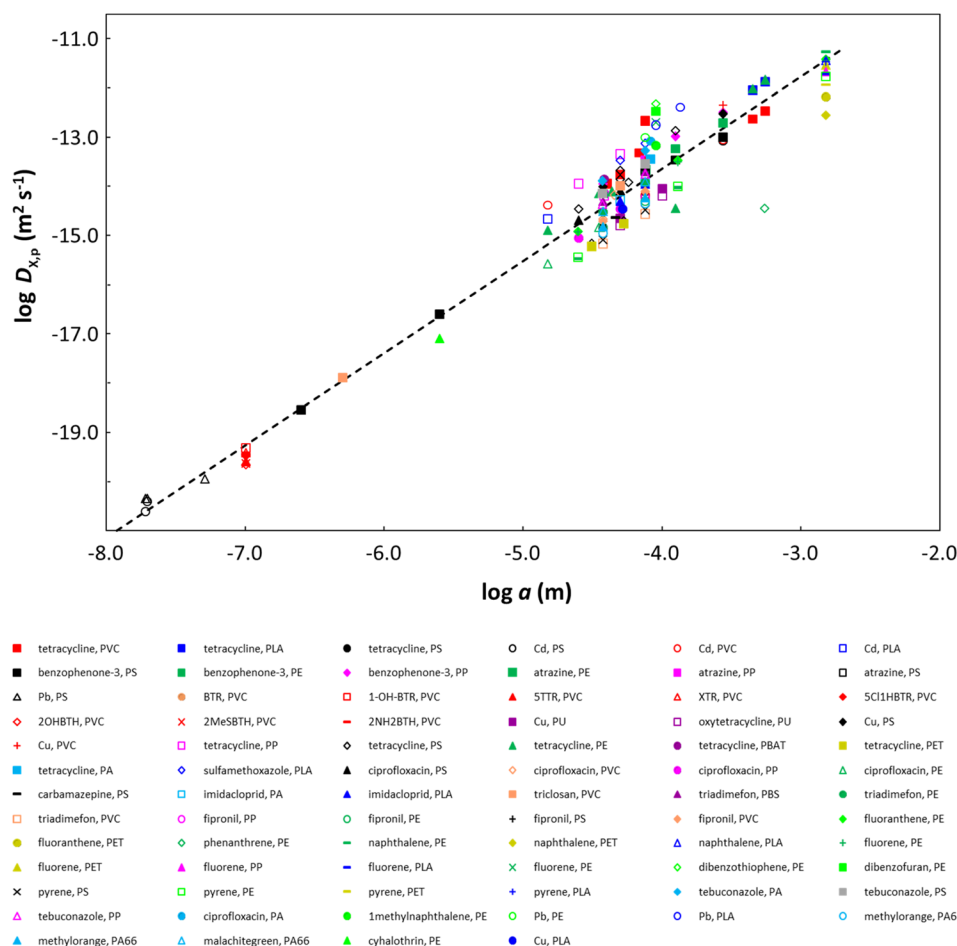 log D_X,p (m² s⁻¹)
-11.0
-13.0
-15.0
-17.0
-19.0
-8.0 -7.0 -6.0 -5.0 -4.0 -3.0 -2.0
log a (m)
tetracycline, PVC tetracycline, PLA tetracycline, PS Cd, PS Cd, PVC Cd, PLA
benzophenone-3, PS benzophenone-3, PE benzophenone-3, PP atrazine, PE atrazine, PP atrazine, PS
Pb, PS BTR, PVC 1-OH-BTR, PVC 5TTR, PVC XTR, PVC 5Cl1HBTR, PVC
2OHBTH, PVC 2MeSBTH, PVC 2NH2BTH, PVC Cu, PU oxytetracycline, PU Cu, PS
Cu, PVC tetracycline, PP tetracycline, PS tetracycline, PE tetracycline, PBAT tetracycline, PET
tetracycline, PA sulfamethoxazole, PLA ciprofloxacin, PS ciprofloxacin, PVC ciprofloxacin, PP ciprofloxacin, PE
carbamazepine, PS imidacloprid, PA imidacloprid, PLA triclosan, PVC triadimefon, PBS triadimefon, PE
triadimefon, PVC fipronil, PP fipronil, PE fipronil, PS fipronil, PVC fluoranthene, PE
fluoranthene, PET phenanthrene, PE naphthalene, PE naphthalene, PET naphthalene, PLA fluorene, PE
fluorene, PET fluorene, PP fluorene, PLA fluorene, PE dibenzothiophene, PE dibenzofuran, PE
pyrene, PS pyrene, PE pyrene, PET pyrene, PLA tebuconazole, PA tebuconazole, PS
tebuconazole, PP ciprofloxacin, PA 1methylnaphthalene, PE Pb, PE Pb, PLA methylorange, PA6
methylorange, PA66 malachitegreen, PA66 cyhalothrin, PE Cu, PLA